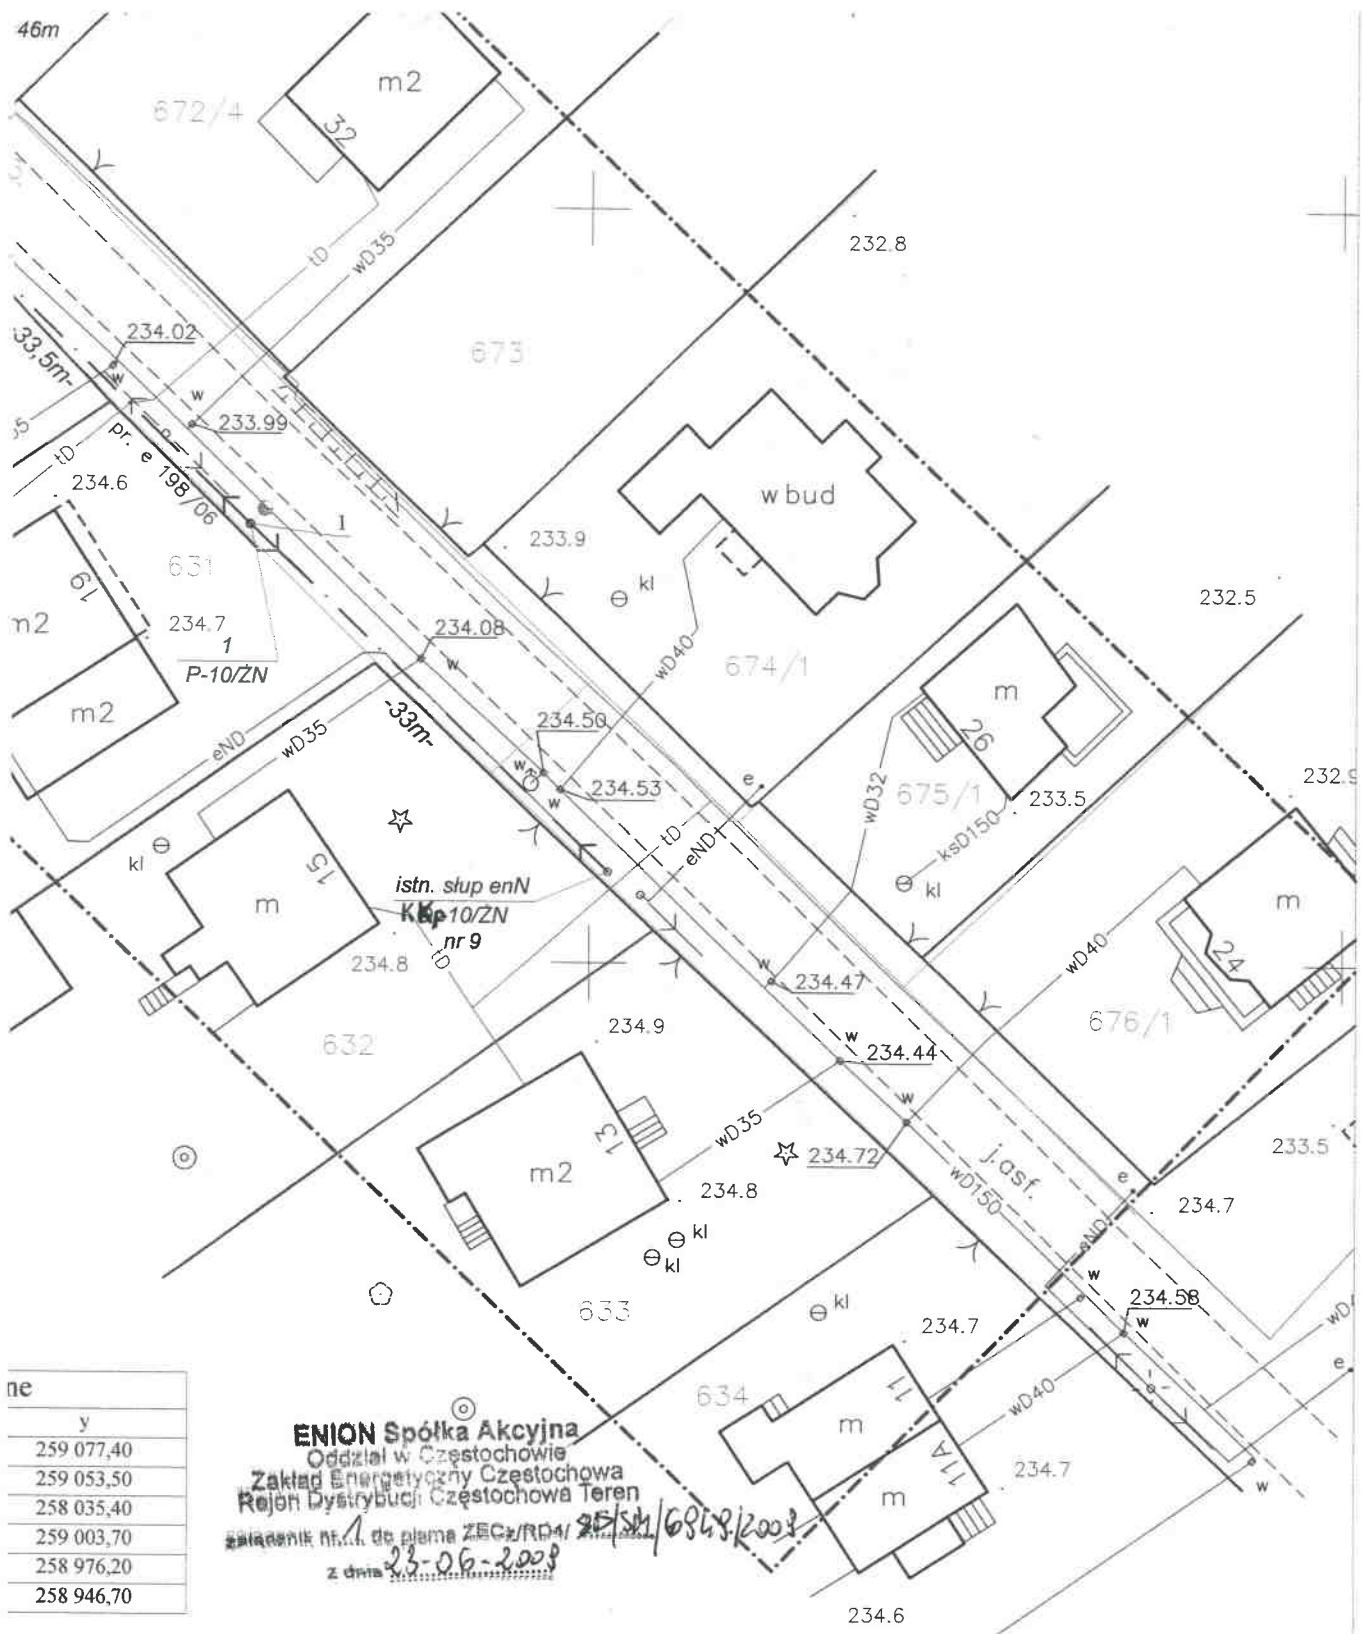 46m
672/4
m2
32
tD
wD35
232.8
673
-33,5m-
234.02
w
w
233.99
pr. e 198/06
tD
234.6
I
w bud
233.9
kl
232.5
631
19
m2
234.7
1
P-10/ŻN
234.08
w
wD40
674/1
m
26
m2
eND
wD35
-33m-
234.50
w
234.53
w
e
wD32
675/1
233.5
232.9
ksD150
kl
kl
15
m
istn. słup enN
10/ŻN
nr 9
tD
eND
tD
234.8
w
234.47
wD40
m
24
632
234.9
w
234.44
676/1
w
wD35
13
m2
234.72
j.asf.
wD150
233.5
234.8
e
234.7
kl
kl
eND
w
633
kl
234.7
234.58
w
634
11
m
wD40
e
11A
m
234.7
w
234.6
ne
y
259 077,40
259 053,50
258 035,40
259 003,70
258 976,20
258 946,70
ENION Spółka Akcyjna
Oddział w Częstochowie
Zakład Energetyczny Częstochowa
Rejon Dystrybucji Częstochowa Teren
nr. 1 do pisma ZECz/RD4/
z dnia 23-06-2009